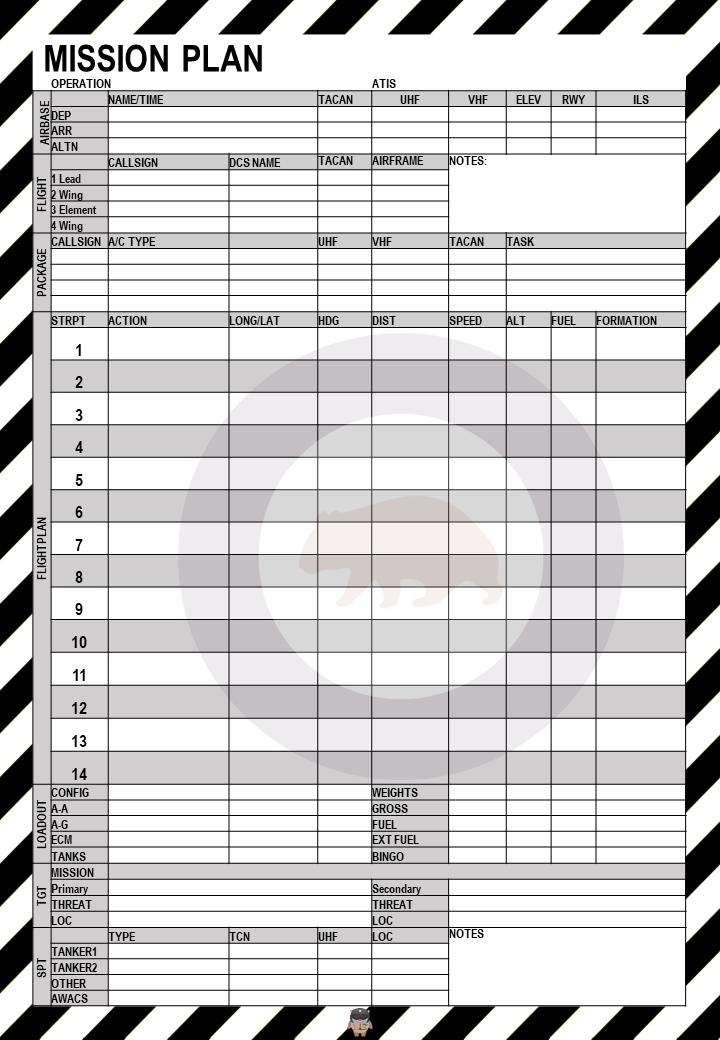 MISSION PLAN
OPERATION ATIS
AIRBASE
NAME/TIME TACAN UHF VHF ELEV RWY ILS
DEP
ARR
ALTN
FLIGHT
CALLSIGN DCS NAME TACAN AIRFRAME NOTES:
1 Lead
2 Wing
3 Element
4 Wing
PACKAGE
CALLSIGN A/C TYPE UHF VHF TACAN TASK
FLIGHTPLAN
STRPT ACTION LONG/LAT HDG DIST SPEED ALT FUEL FORMATION
1
2
3
4
5
6
7
8
9
10
11
12
13
14
LOADOUT
CONFIG WEIGHTS
A-A GROSS
A-G FUEL
ECM EXT FUEL
TANKS BINGO
TGT
MISSION
Primary Secondary
THREAT THREAT
LOC LOC
SPT
TYPE TCN UHF LOC NOTES
TANKER1
TANKER2
OTHER
AWACS